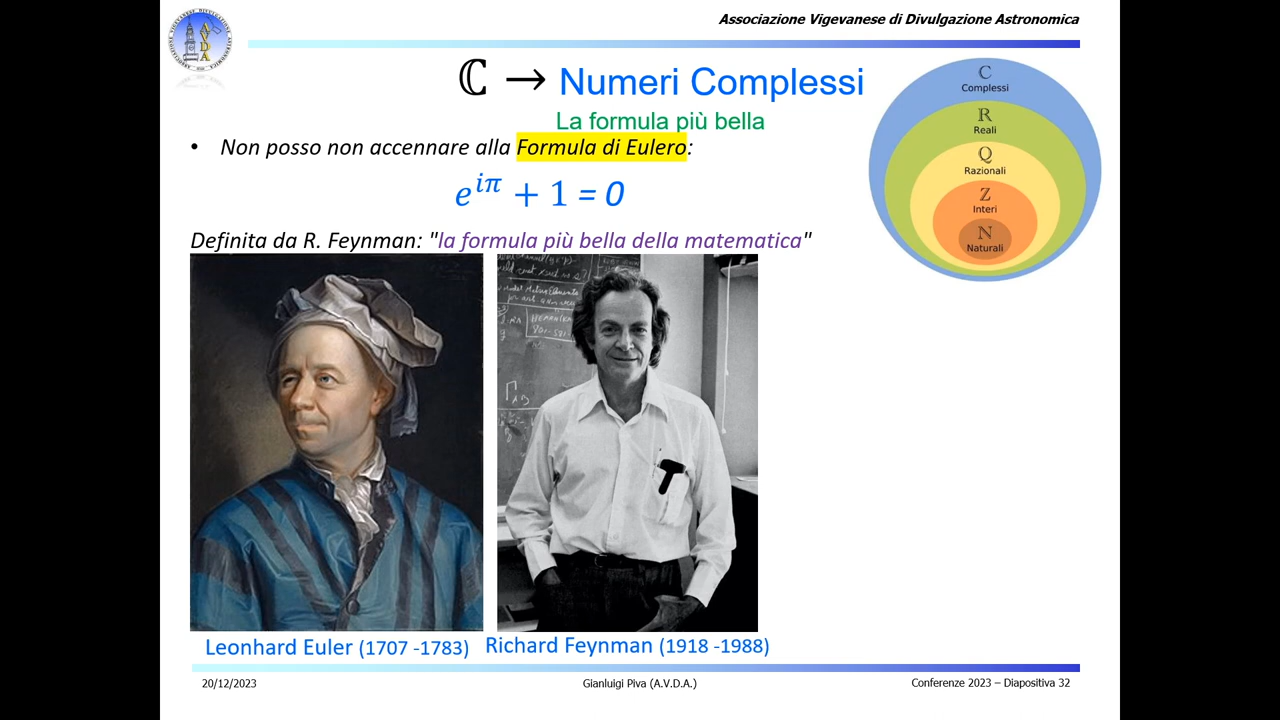 Associazione Vigevanese di Divulgazione Astronomica
A.V.D.A.
ℂ → Numeri Complessi
La formula più bella
• Non posso non accennare alla Formula di Eulero:
e^{iπ} + 1 = 0
Definita da R. Feynman: "la formula più bella della matematica"
C
Complessi
R
Reali
Q
Razionali
Z
Interi
N
Naturali
Leonhard Euler (1707 -1783)
Richard Feynman (1918 -1988)
20/12/2023
Gianluigi Piva (A.V.D.A.)
Conferenze 2023 – Diapositiva 32